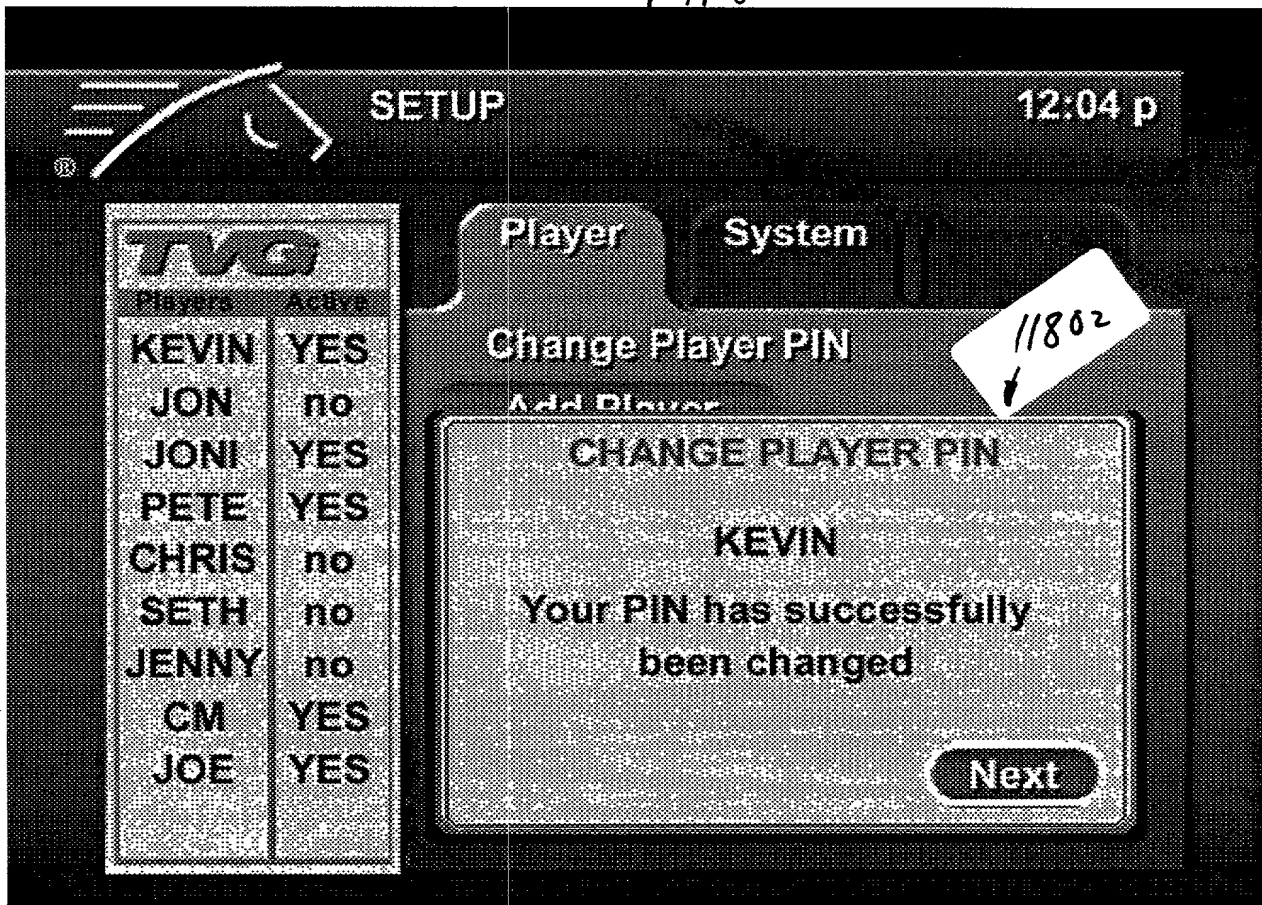 SETUP
12:04 p
®
TVG
Players Active
KEVIN YES
JON no
JONI YES
PETE YES
CHRIS no
SETH no
JENNY no
CM YES
JOE YES
Player
System
11802
Change Player PIN
Add Player
CHANGE PLAYER PIN
KEVIN
Your PIN has successfully
been changed
Next